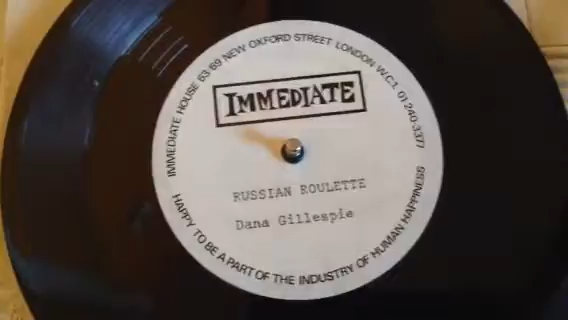 IMMEDIATE HOUSE 63 69 NEW OXFORD STREET LONDON W.C.1. 01 240-3377
IMMEDIATE
RUSSIAN ROULETTE
Dana Gillespie
HAPPY TO BE A PART OF THE INDUSTRY OF HUMAN HAPPINESS